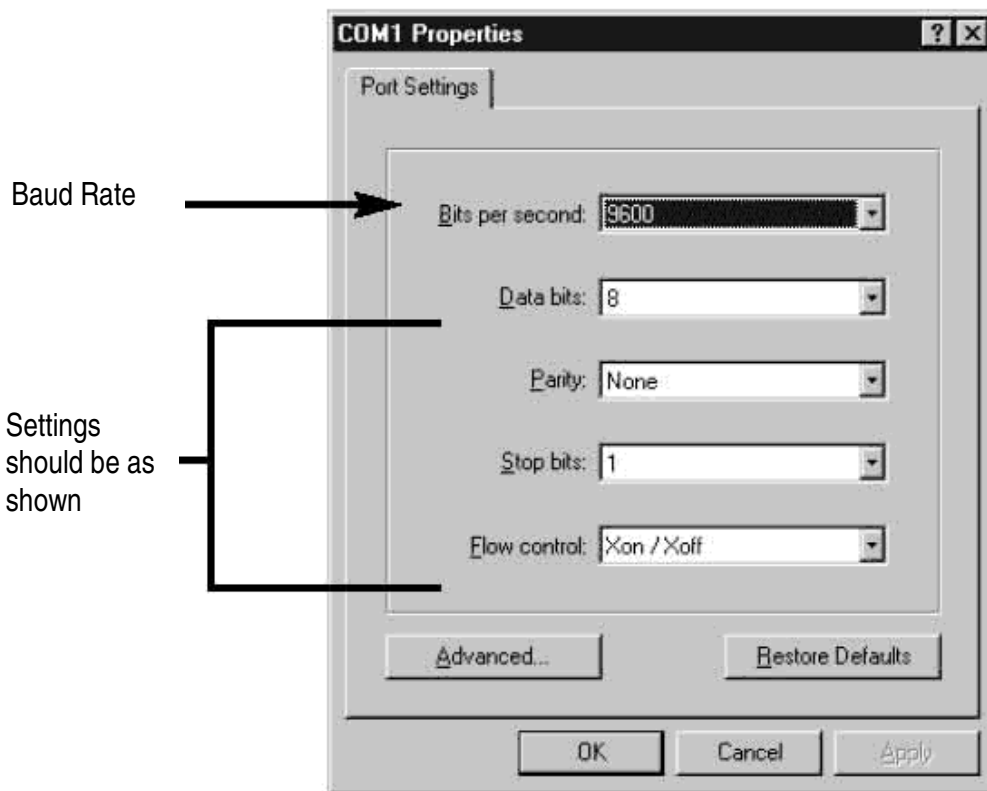 COM1 Properties
Port Settings
Baud Rate
Bits per second: 9600
Data bits: 8
Parity: None
Settings
should be as
shown
Stop bits: 1
Flow control: Xon / Xoff
Advanced...
Restore Defaults
OK
Cancel
Apply